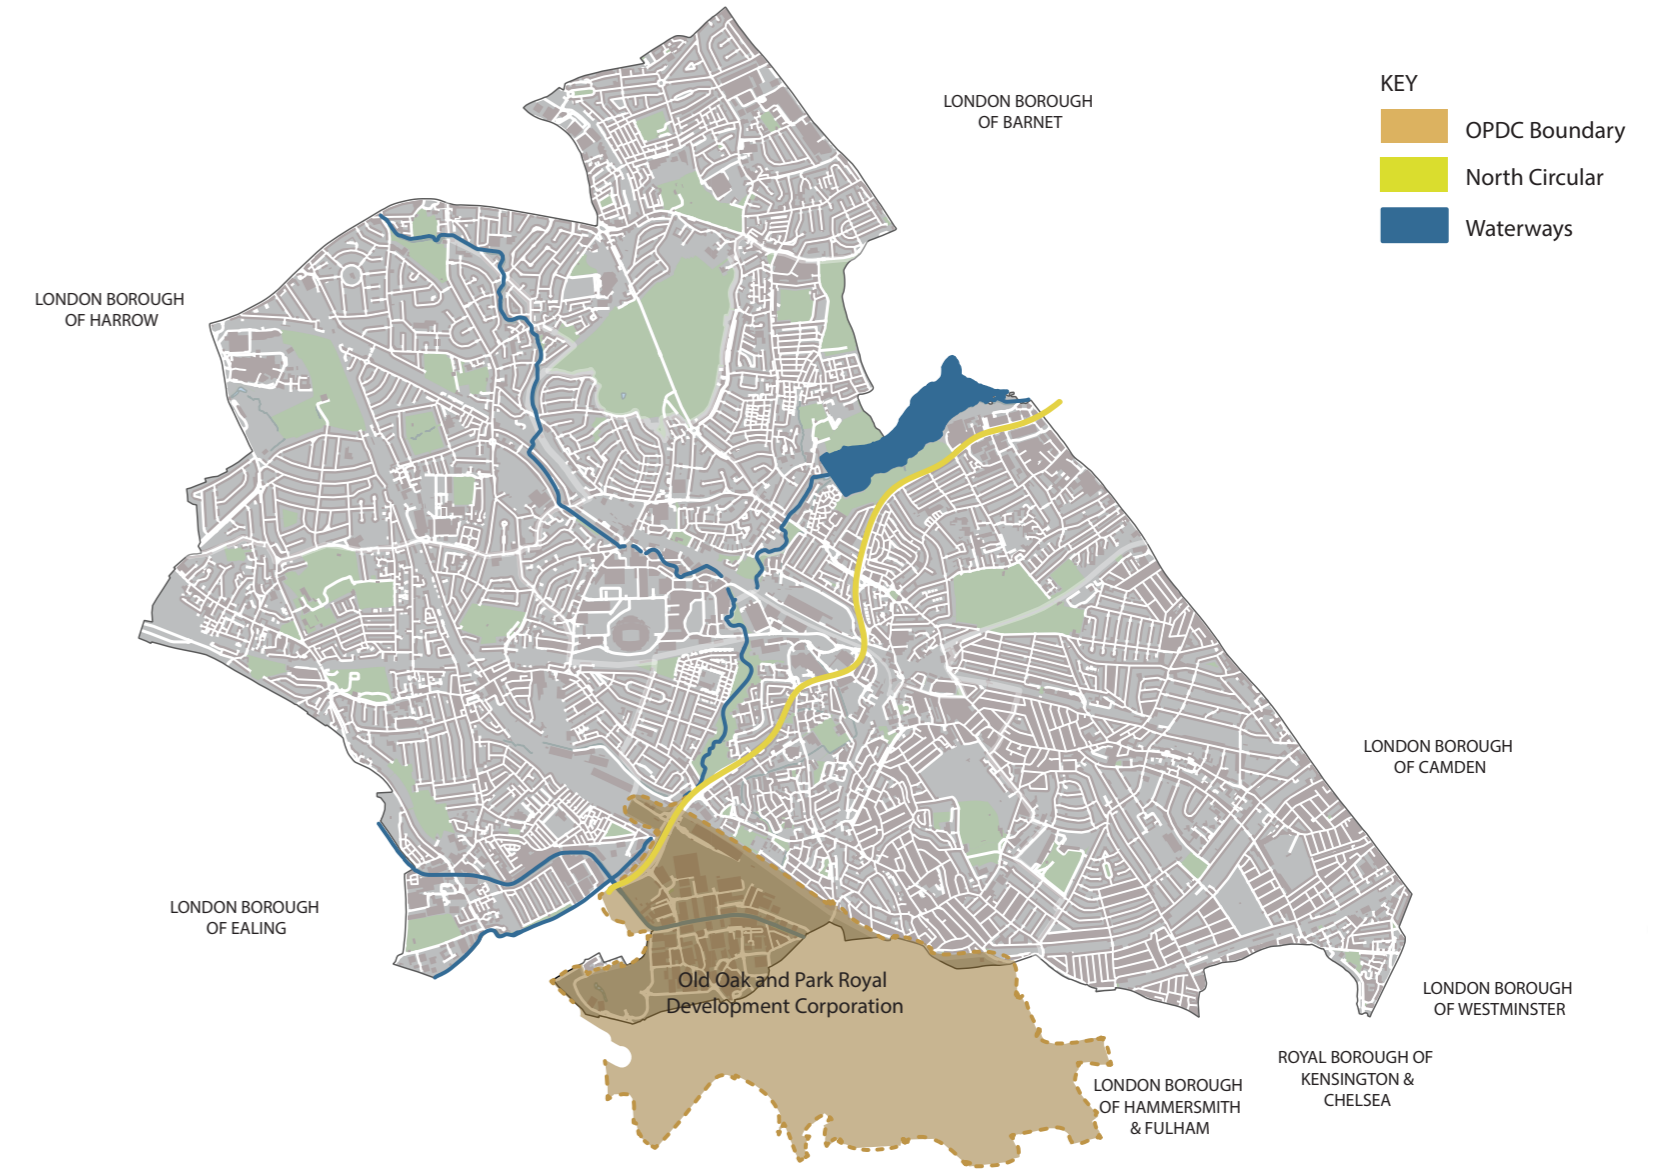 LONDON BOROUGH
OF BARNET
KEY
OPDC Boundary
North Circular
Waterways
LONDON BOROUGH
OF HARROW
LONDON BOROUGH
OF CAMDEN
LONDON BOROUGH
OF EALING
Old Oak and Park Royal
Development Corporation
LONDON BOROUGH
OF WESTMINSTER
ROYAL BOROUGH OF
KENSINGTON &
CHELSEA
LONDON BOROUGH
OF HAMMERSMITH
& FULHAM